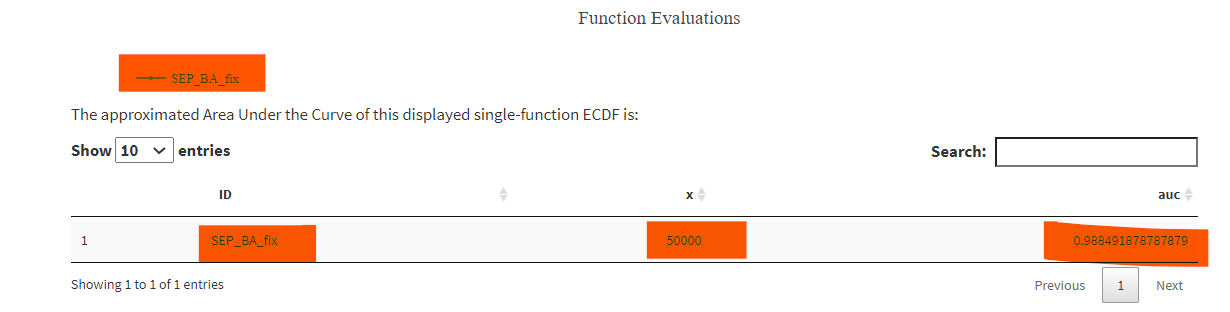 Function Evaluations
SEP_BA_fix
The approximated Area Under the Curve of this displayed single-function ECDF is:
Show 10 entries Search:
ID x auc
1 SEP_BA_fix 50000 0.988491878787879
Showing 1 to 1 of 1 entries Previous 1 Next